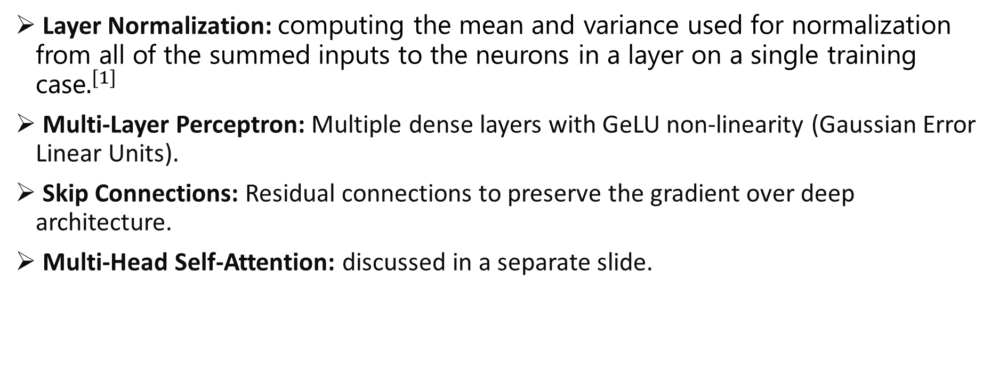 ➢ Layer Normalization: computing the mean and variance used for normalization
from all of the summed inputs to the neurons in a layer on a single training
case.[1]
➢ Multi-Layer Perceptron: Multiple dense layers with GeLU non-linearity (Gaussian Error
Linear Units).
➢ Skip Connections: Residual connections to preserve the gradient over deep
architecture.
➢ Multi-Head Self-Attention: discussed in a separate slide.